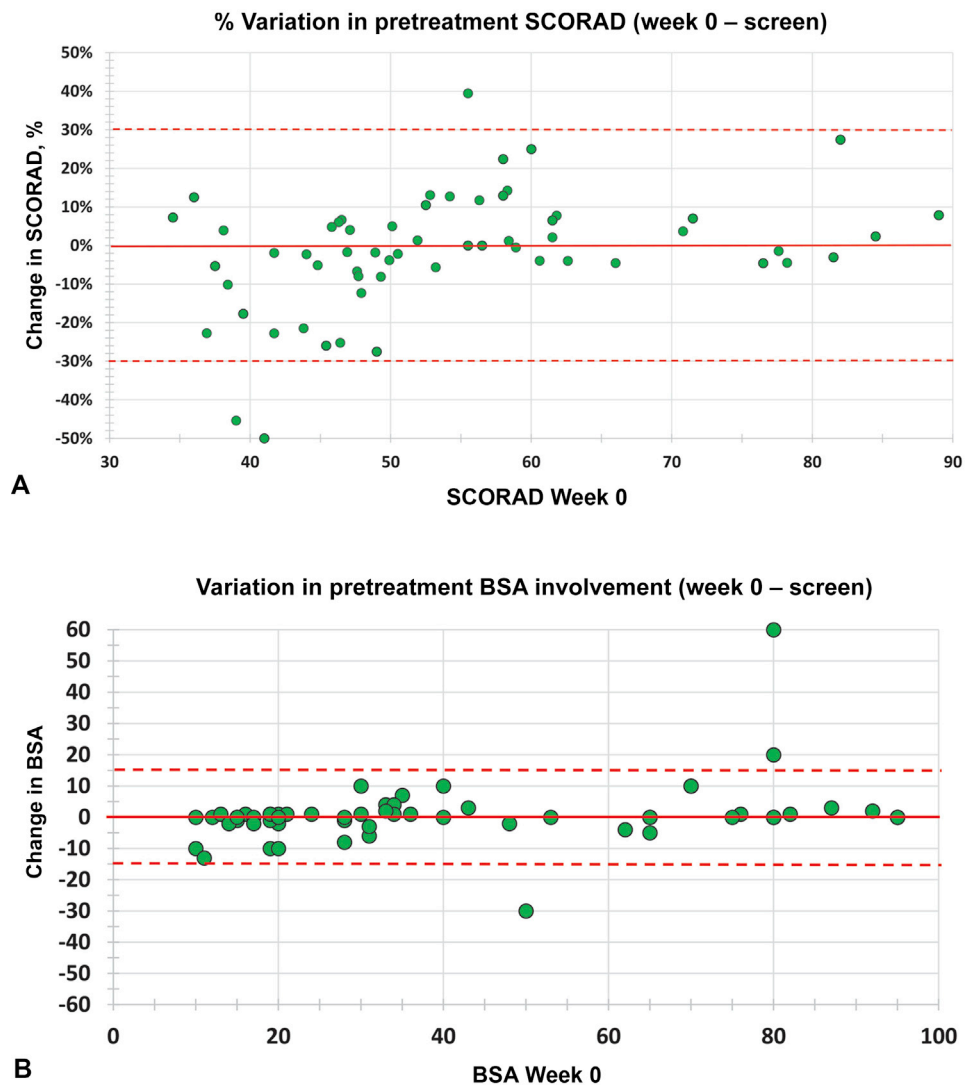 % Variation in pretreatment SCORAD (week 0 – screen)
50%
40%
30%
20%
10%
0%
-10%
-20%
-30%
-40%
-50%
Change in SCORAD, %
30 40 50 60 70 80 90
SCORAD Week 0
A
Variation in pretreatment BSA involvement (week 0 – screen)
60
50
40
30
20
10
0
-10
-20
-30
-40
-50
-60
Change in BSA
0 20 40 60 80 100
BSA Week 0
B